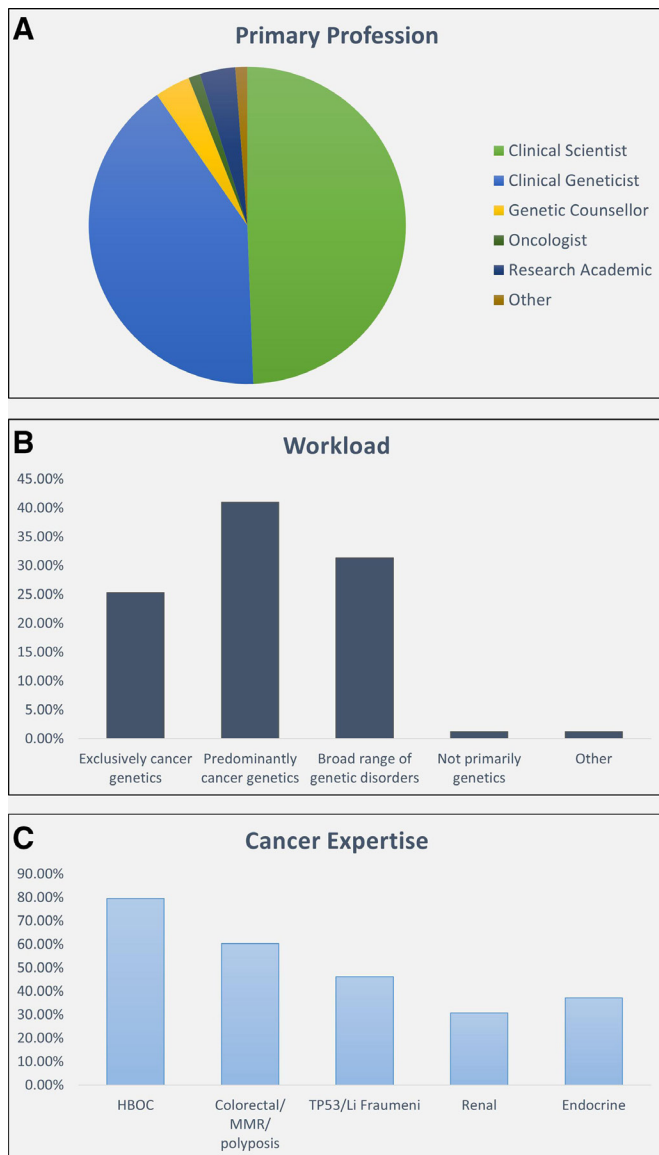 A
Primary Profession
Clinical Scientist
Clinical Geneticist
Genetic Counsellor
Oncologist
Research Academic
Other
B
Workload
45.00%
40.00%
35.00%
30.00%
25.00%
20.00%
15.00%
10.00%
5.00%
0.00%
Exclusively cancer
genetics
Predominantly
cancer genetics
Broad range of
genetic disorders
Not primarily
genetics
Other
C
Cancer Expertise
90.00%
80.00%
70.00%
60.00%
50.00%
40.00%
30.00%
20.00%
10.00%
0.00%
HBOC
Colorectal/
MMR/
polyposis
TP53/Li Fraumeni
Renal
Endocrine